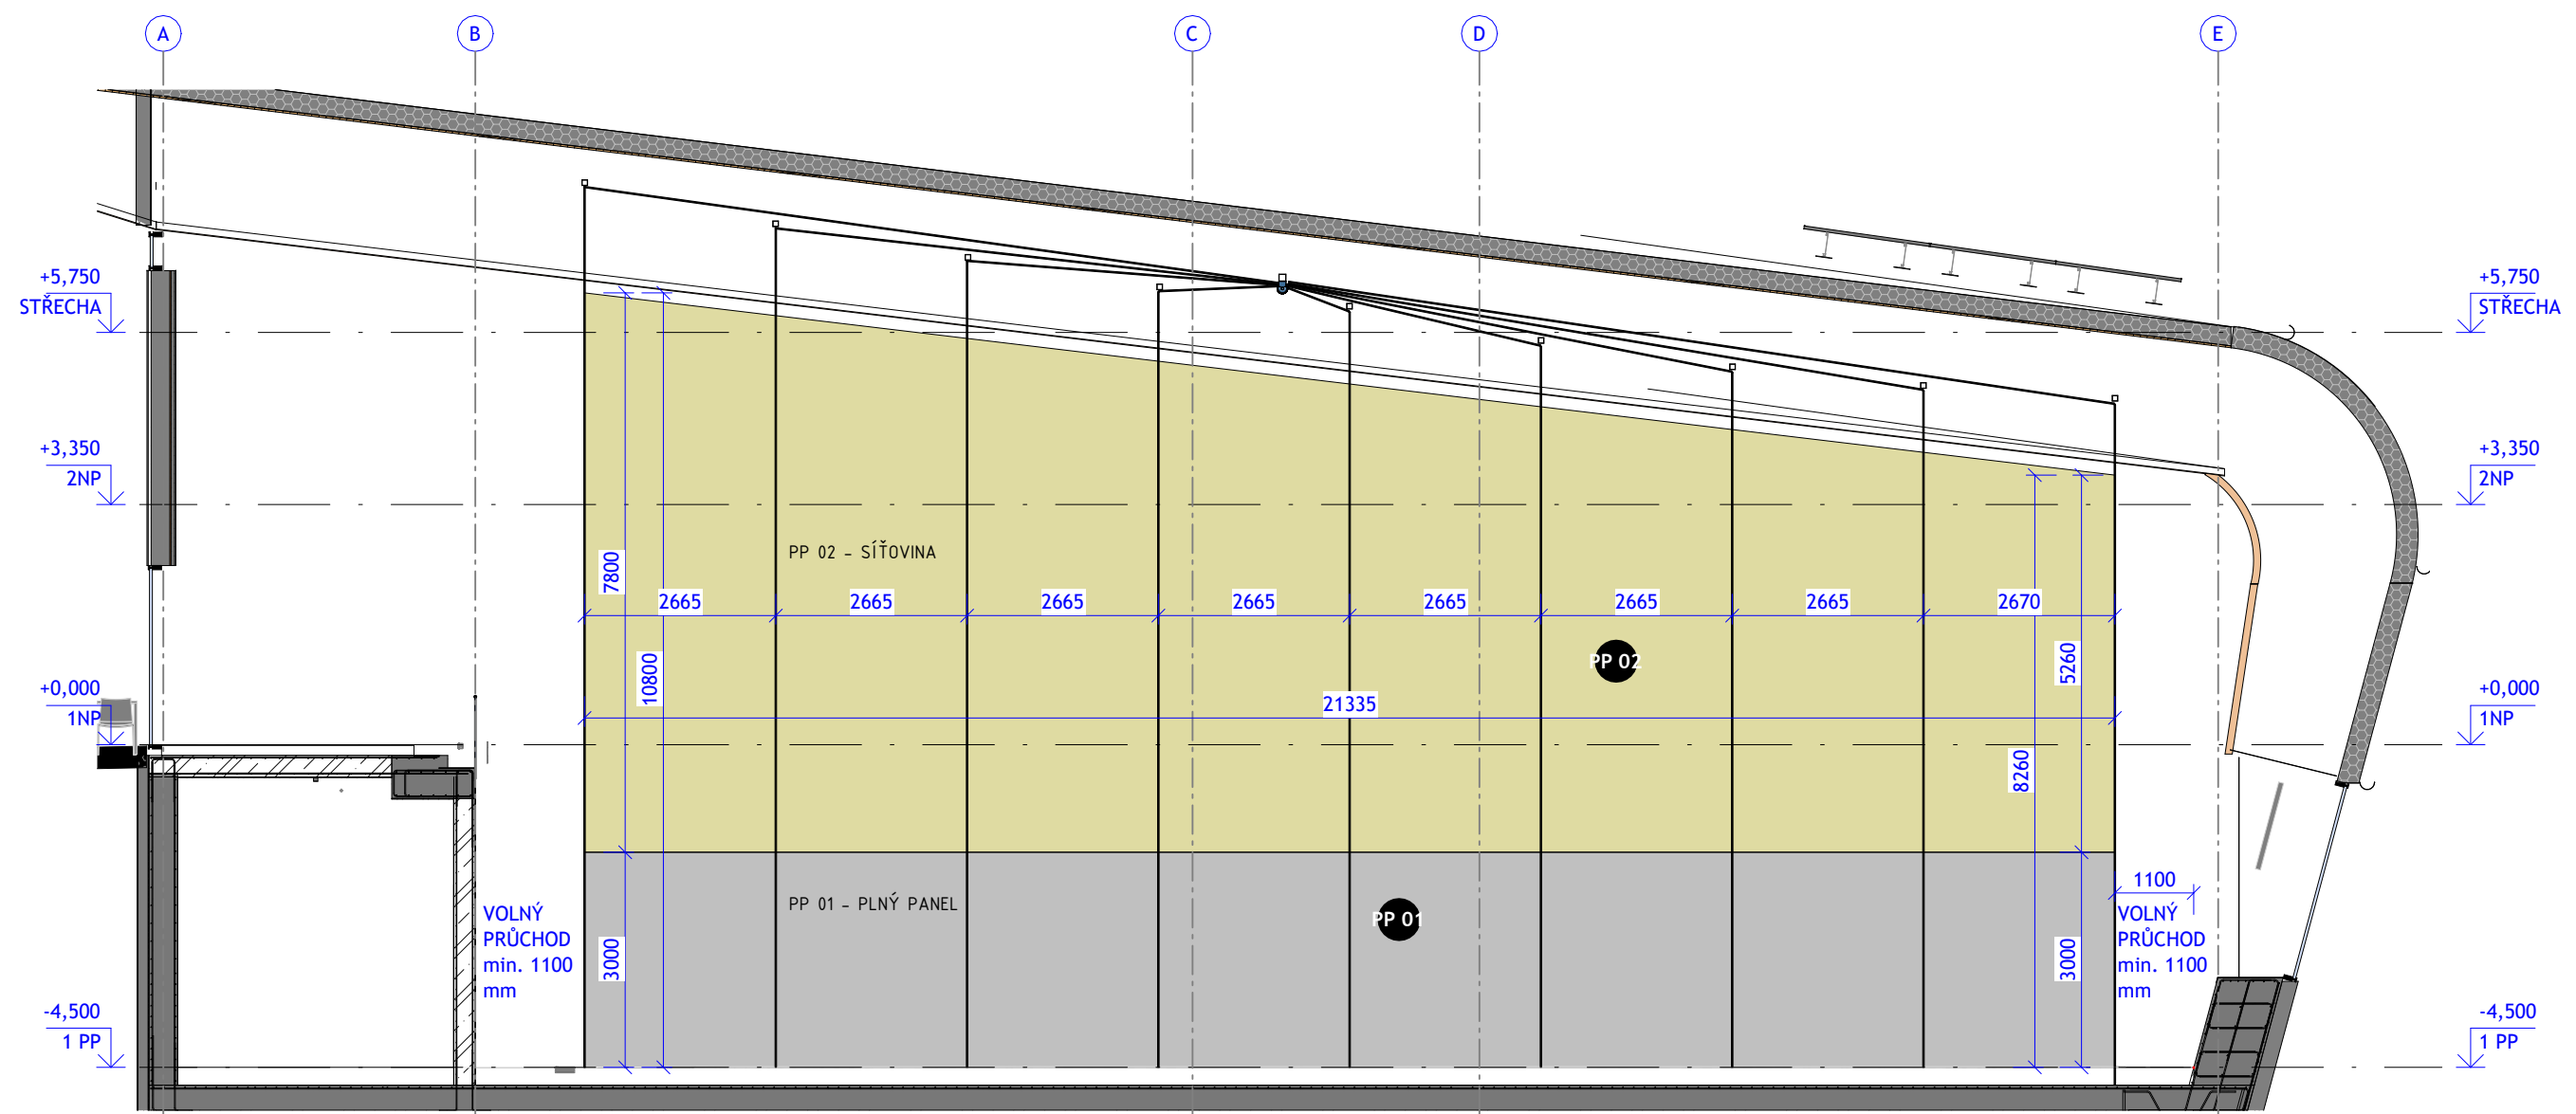 A
B
C
D
E
+5,750
STŘECHA
+5,750
STŘECHA
+3,350
2NP
+3,350
2NP
PP 02 - SÍŤOVINA
7800
2665
2665
2665
2665
2665
2665
2665
2670
10800
PP 02
5260
21335
+0,000
1NP
+0,000
1NP
8260
PP 01 - PLNÝ PANEL
PP 01
1100
VOLNÝ
PRŮCHOD
min. 1100
mm
VOLNÝ
PRŮCHOD
min. 1100
mm
3000
3000
-4,500
1 PP
-4,500
1 PP